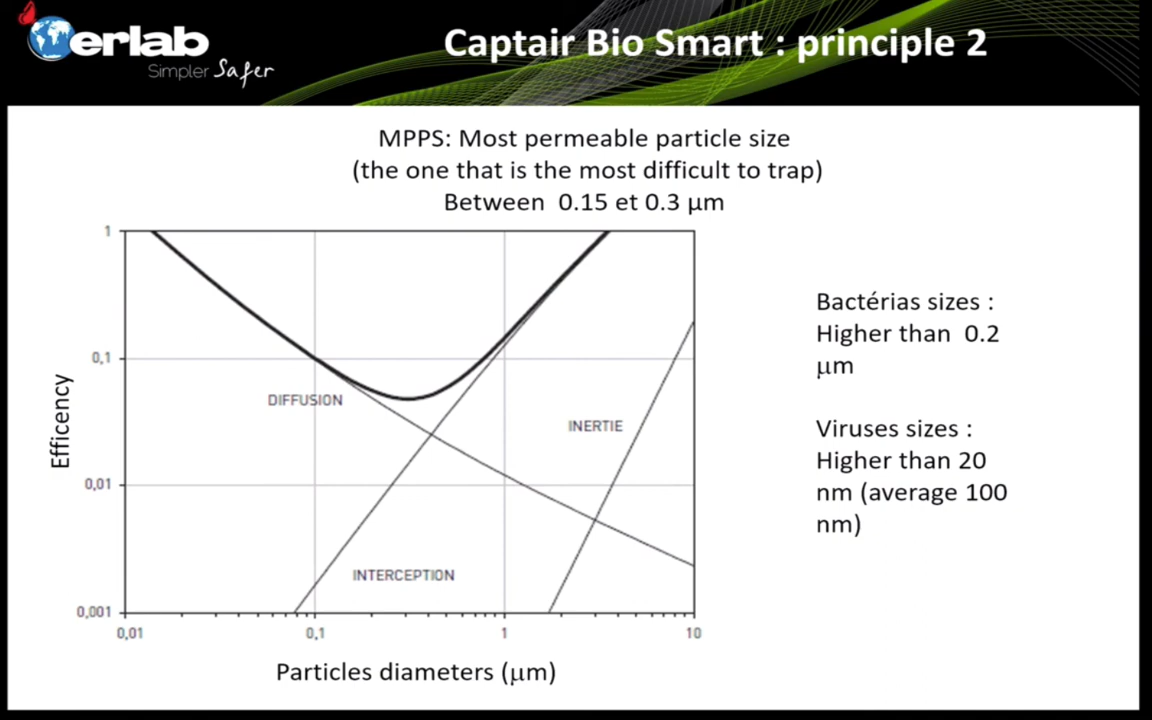 erlab
Simpler Safer
Captair Bio Smart : principle 2
MPPS: Most permeable particle size
(the one that is the most difficult to trap)
Between 0.15 et 0.3 μm
1
0,1
0,01
0,001
Efficency
DIFFUSION
INERTIE
INTERCEPTION
0,01
0,1
1
10
Particles diameters (μm)
Bactérias sizes :
Higher than 0.2
μm
Viruses sizes :
Higher than 20
nm (average 100
nm)